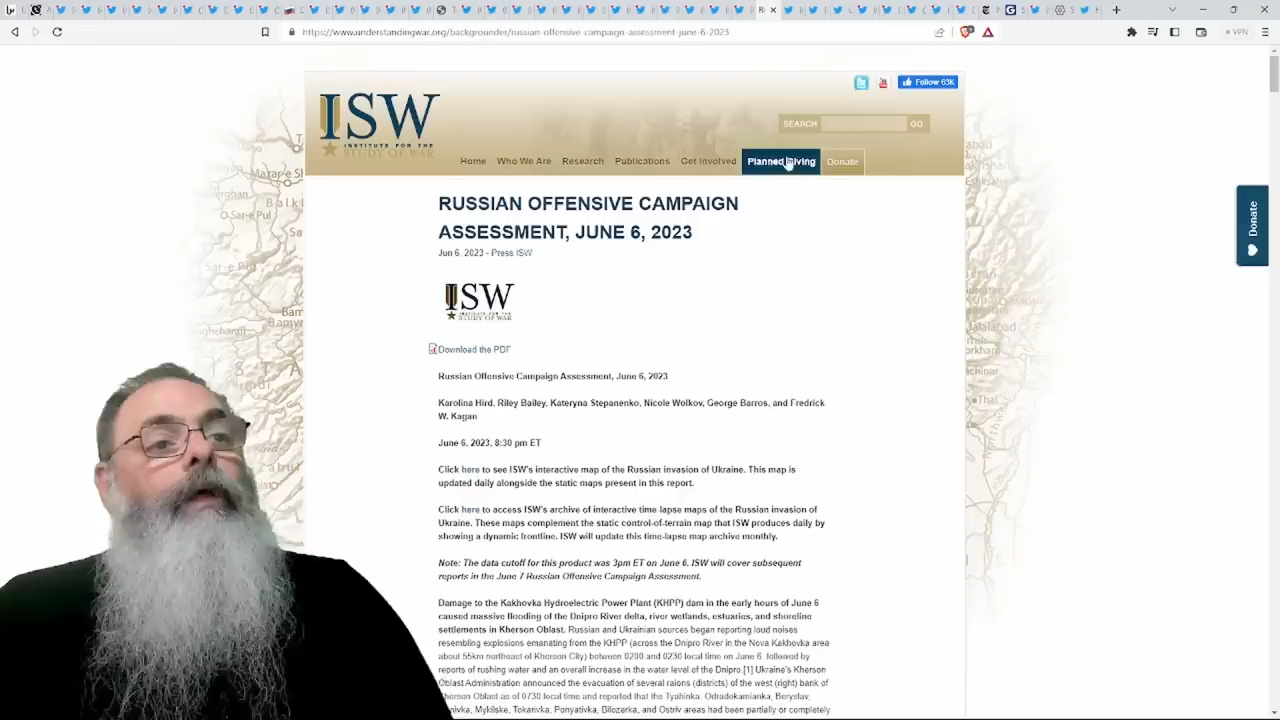 https://www.understandingwar.org/backgrounder/russian-offensive-campaign-assessment-june-6-2023
VPN
Follow 63K
ISW
INSTITUTE FOR THE
STUDY OF WAR
SEARCH
GO
Home
Who We Are
Research
Publications
Get Involved
Planned Giving
Donate
Donate
RUSSIAN OFFENSIVE CAMPAIGN
ASSESSMENT, JUNE 6, 2023
Jun 6, 2023 - Press ISW
ISW
INSTITUTE FOR THE
STUDY OF WAR
Download the PDF
Russian Offensive Campaign Assessment, June 6, 2023
Karolina Hird, Riley Bailey, Kateryna Stepanenko, Nicole Wolkov, George Barros, and Fredrick
W. Kagan
June 6, 2023, 8:30 pm ET
Click here to see ISW's interactive map of the Russian invasion of Ukraine. This map is
updated daily alongside the static maps present in this report.
Click here to access ISW's archive of interactive time-lapse maps of the Russian invasion of
Ukraine. These maps complement the static control-of-terrain map that ISW produces daily by
showing a dynamic frontline. ISW will update this time-lapse map archive monthly.
Note: The data cutoff for this product was 3pm ET on June 6. ISW will cover subsequent
reports in the June 7 Russian Offensive Campaign Assessment.
Damage to the Kakhovka Hydroelectric Power Plant (KHPP) dam in the early hours of June 6
caused massive flooding of the Dnipro River delta, river wetlands, estuaries, and shoreline
settlements in Kherson Oblast. Russian and Ukrainian sources began reporting loud noises
resembling explosions emanating from the KHPP (across the Dnipro River in the Nova Kakhovka area
about 55km northeast of Kherson City) between 0200 and 0230 local time on June 6, followed by
reports of rushing water and an overall increase in the water level of the Dnipro.[1] Ukraine's Kherson
Oblast Administration announced the evacuation of several raions (districts) of the west (right) bank of
Kherson Oblast as of 0730 local time and reported that the Tyahinka, Odradokamianka, Beryslav,
Mykilske, Tokarivka, Ponyativka, Bilozerka, and Ostriv areas had been partially or completely